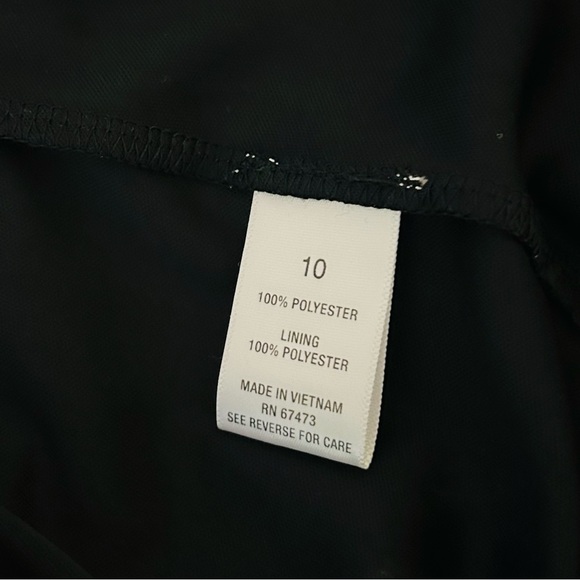 10
100% POLYESTER
LINING
100% POLYESTER
MADE IN VIETNAM
RN 67473
SEE REVERSE FOR CARE